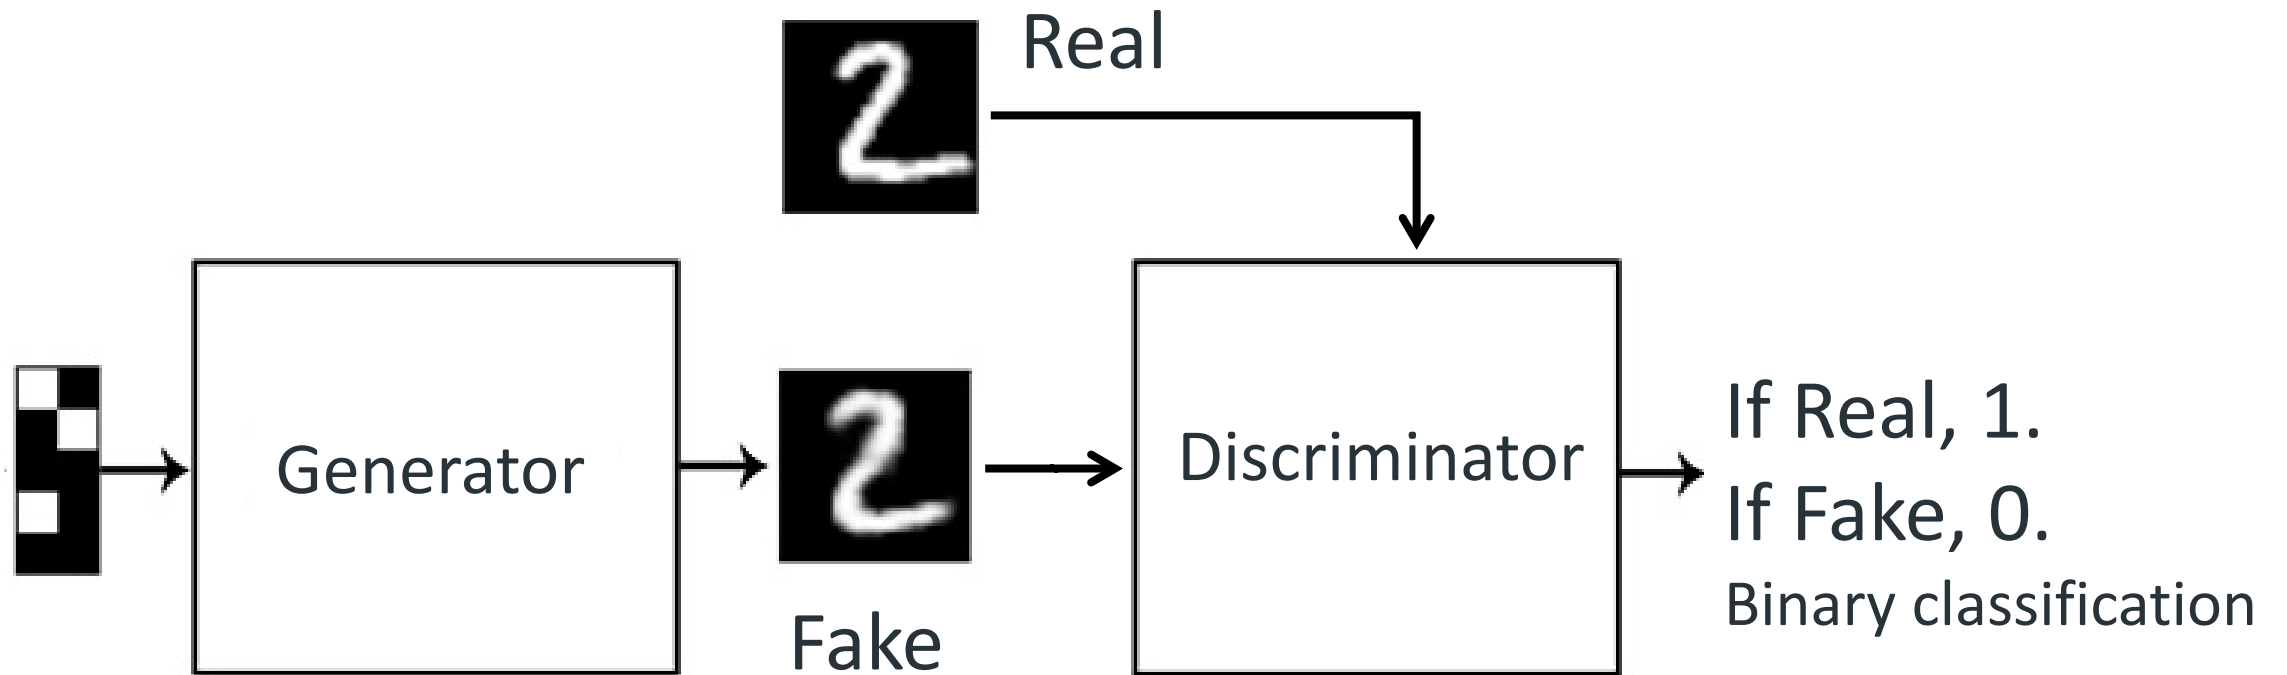 Real
Generator
Fake
Discriminator
If Real, 1.
If Fake, 0.
Binary classification